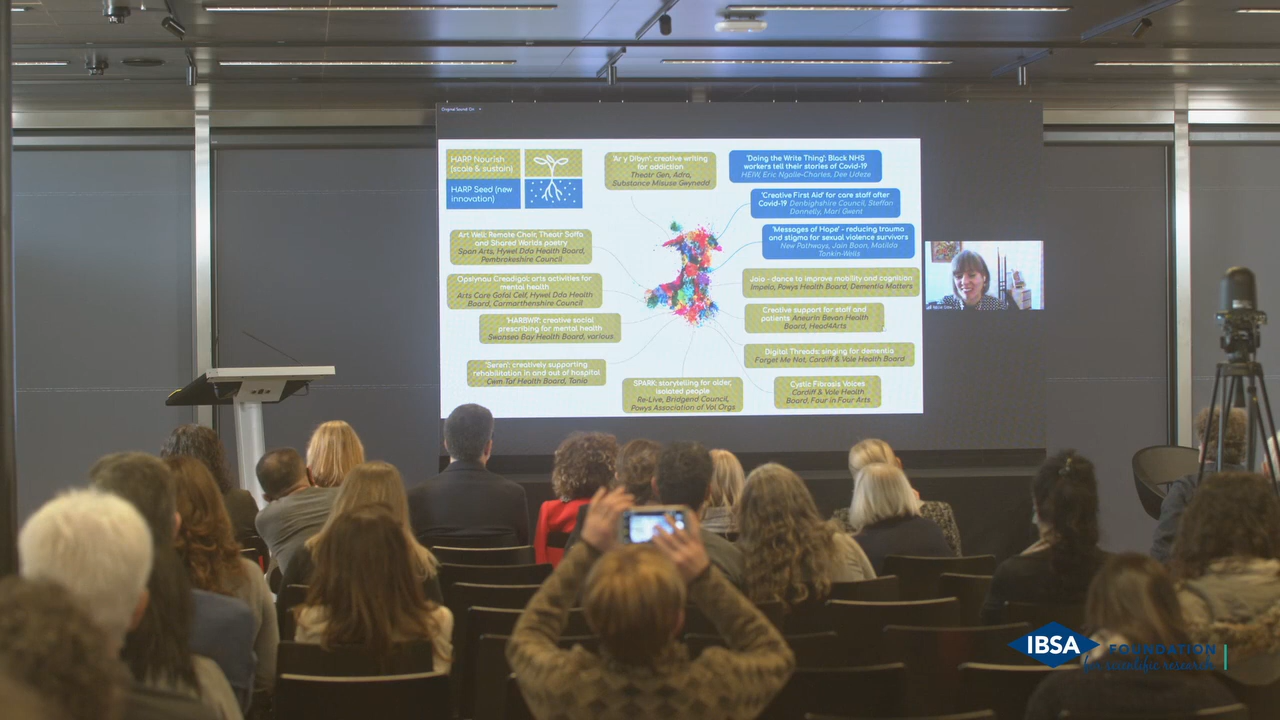 Original Sound: On
HARP Nourish
(scale & sustain)
HARP Seed (new
innovation)
'Ar y Dibyn': creative writing
for addiction
Theatr Gen, Adra,
Substance Misuse Gwynedd
'Doing the Write Thing': Black NHS
workers tell their stories of Covid-19
HEIW, Eric Ngalle-Charles, Dee Udeze
'Creative First Aid' for care staff after
Covid-19 Denbighshire Council, Steffan
Donnelly, Mari Gwent
'Messages of Hope' - reducing trauma
and stigma for sexual violence survivors
New Pathways, Jain Boon, Matilda
Tonkin-Wells
Art Well: Remote Choir, Theatr Soffa
and Shared Worlds poetry
Span Arts, Hywel Dda Health Board,
Pembrokeshire Council
Opsiynau Creadigol: arts activities for
mental health
Arts Care Gofal Celf, Hywel Dda Health
Board, Carmarthenshire Council
'HARBWR': creative social
prescribing for mental health
Swansea Bay Health Board, various
'Seren': creatively supporting
rehabilitation in and out of hospital
Cwm Taf Health Board, Tanio
SPARK: storytelling for older,
isolated people
Re-Live, Bridgend Council,
Powys Association of Vol Orgs
Joio - dance to improve mobility and cognition
Impelo, Powys Health Board, Dementia Matters
Creative support for staff and
patients Aneurin Bevan Health
Board, Head4Arts
Digital Threads: singing for dementia
Forget Me Not, Cardiff & Vale Health Board
Cystic Fibrosis Voices
Cardiff & Vale Health
Board, Four in Four Arts
IBSA FOUNDATION
for scientific research